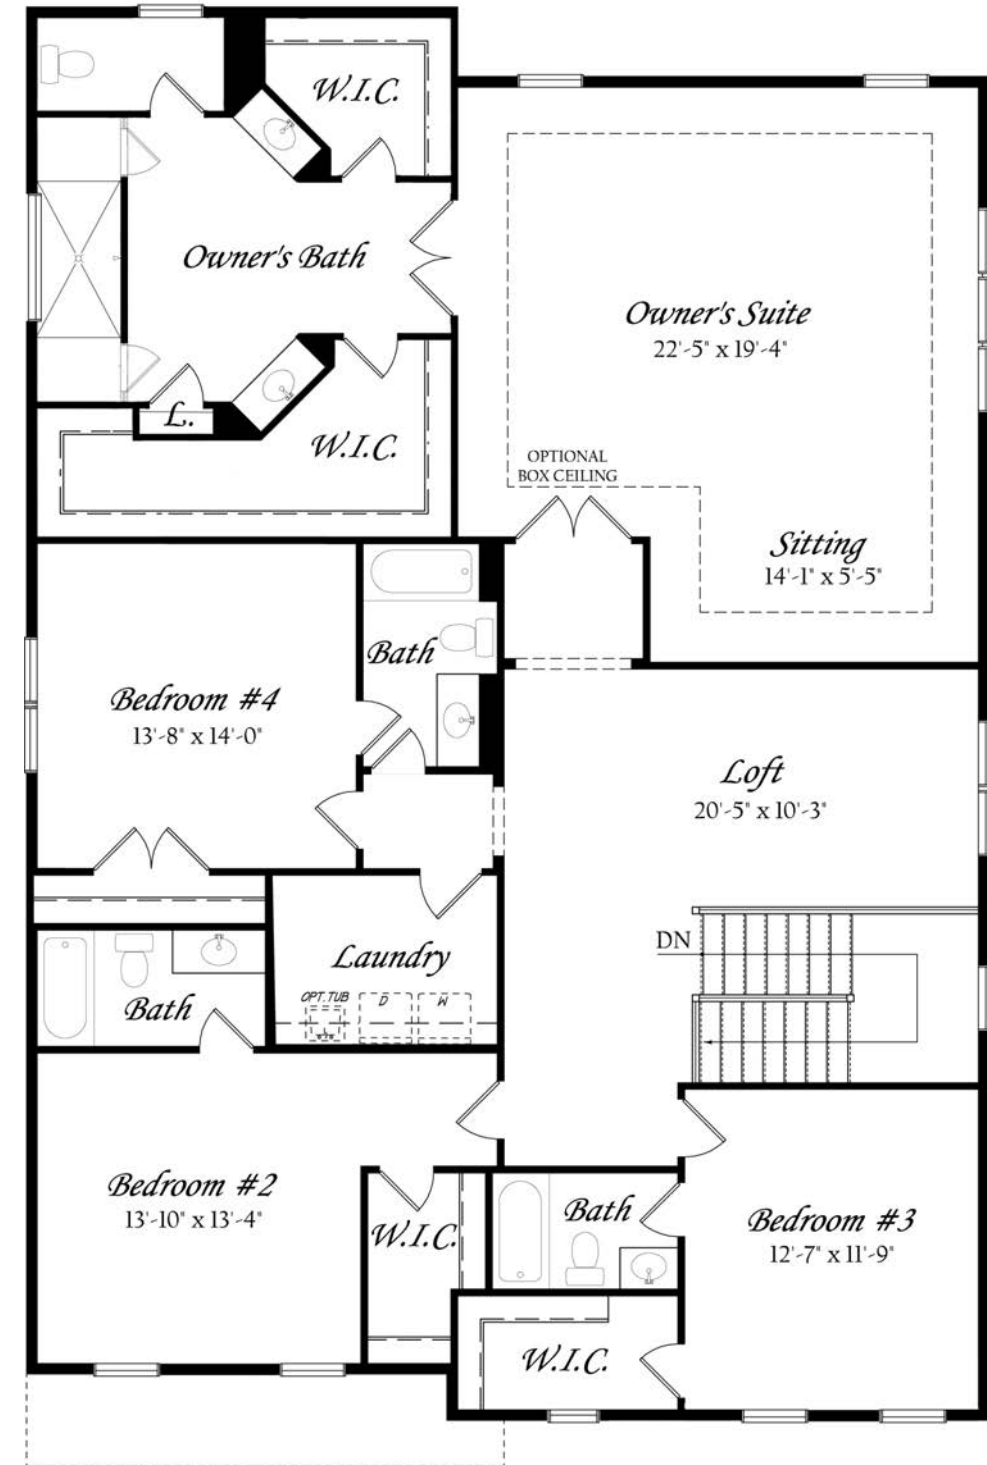 W.I.C.
Owner's Bath
Owner's Suite
22'-5" x 19'-4"
L.
W.I.C.
OPTIONAL
BOX CEILING
Sitting
14'-1" x 5'-5"
Bath
Bedroom #4
13'-8" x 14'-0"
Loft
20'-5" x 10'-3"
DN
Laundry
OPT. TUB
D
W
Bath
Bedroom #2
13'-10" x 13'-4"
W.I.C.
Bath
Bedroom #3
12'-7" x 11'-9"
W.I.C.